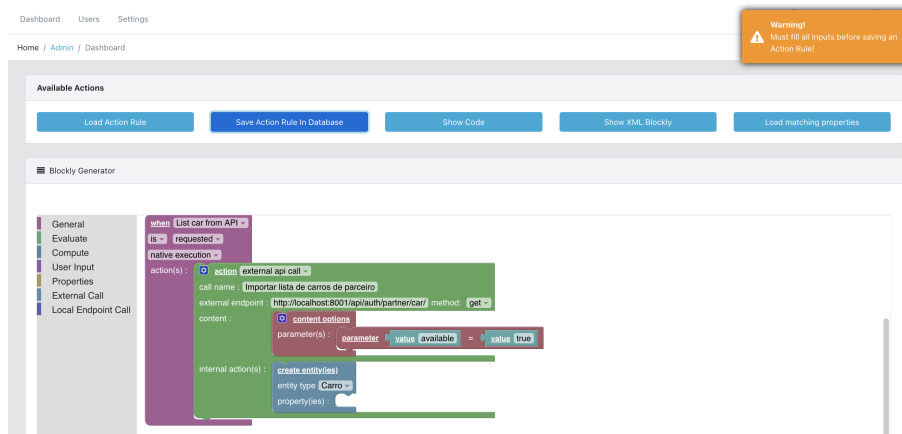 Dashboard Users Settings
Warning!
Must fill all inputs before saving an
Action Rule!
Home / Admin / Dashboard
Available Actions
Load Action Rule Save Action Rule In Database Show Code Show XML Blockly Load matching properties
Blockly Generator
General
Evaluate
Compute
User Input
Properties
External Call
Local Endpoint Call
when List car from API
is requested
native execution
action(s) : action external api call
call name : Importar lista de carros de parceiro
external endpoint : http://localhost:8001/api/auth/partner/car/ method: get
content : content options
parameter(s) : parameter value available = value true
internal action(s) : create entity(ies)
entity type Carro
property(ies) :